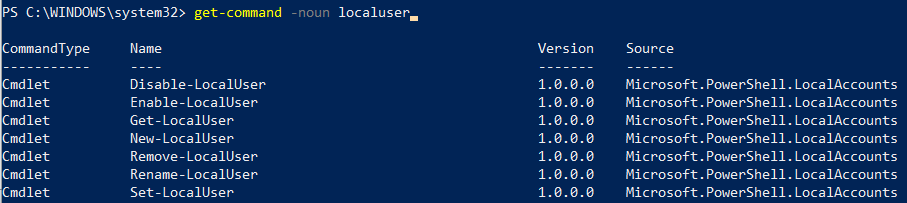 PS C:\WINDOWS\system32> get-command -noun localuser
CommandType Name Version Source
----------- ---- ------- ------
Cmdlet Disable-LocalUser 1.0.0.0 Microsoft.PowerShell.LocalAccounts
Cmdlet Enable-LocalUser 1.0.0.0 Microsoft.PowerShell.LocalAccounts
Cmdlet Get-LocalUser 1.0.0.0 Microsoft.PowerShell.LocalAccounts
Cmdlet New-LocalUser 1.0.0.0 Microsoft.PowerShell.LocalAccounts
Cmdlet Remove-LocalUser 1.0.0.0 Microsoft.PowerShell.LocalAccounts
Cmdlet Rename-LocalUser 1.0.0.0 Microsoft.PowerShell.LocalAccounts
Cmdlet Set-LocalUser 1.0.0.0 Microsoft.PowerShell.LocalAccounts